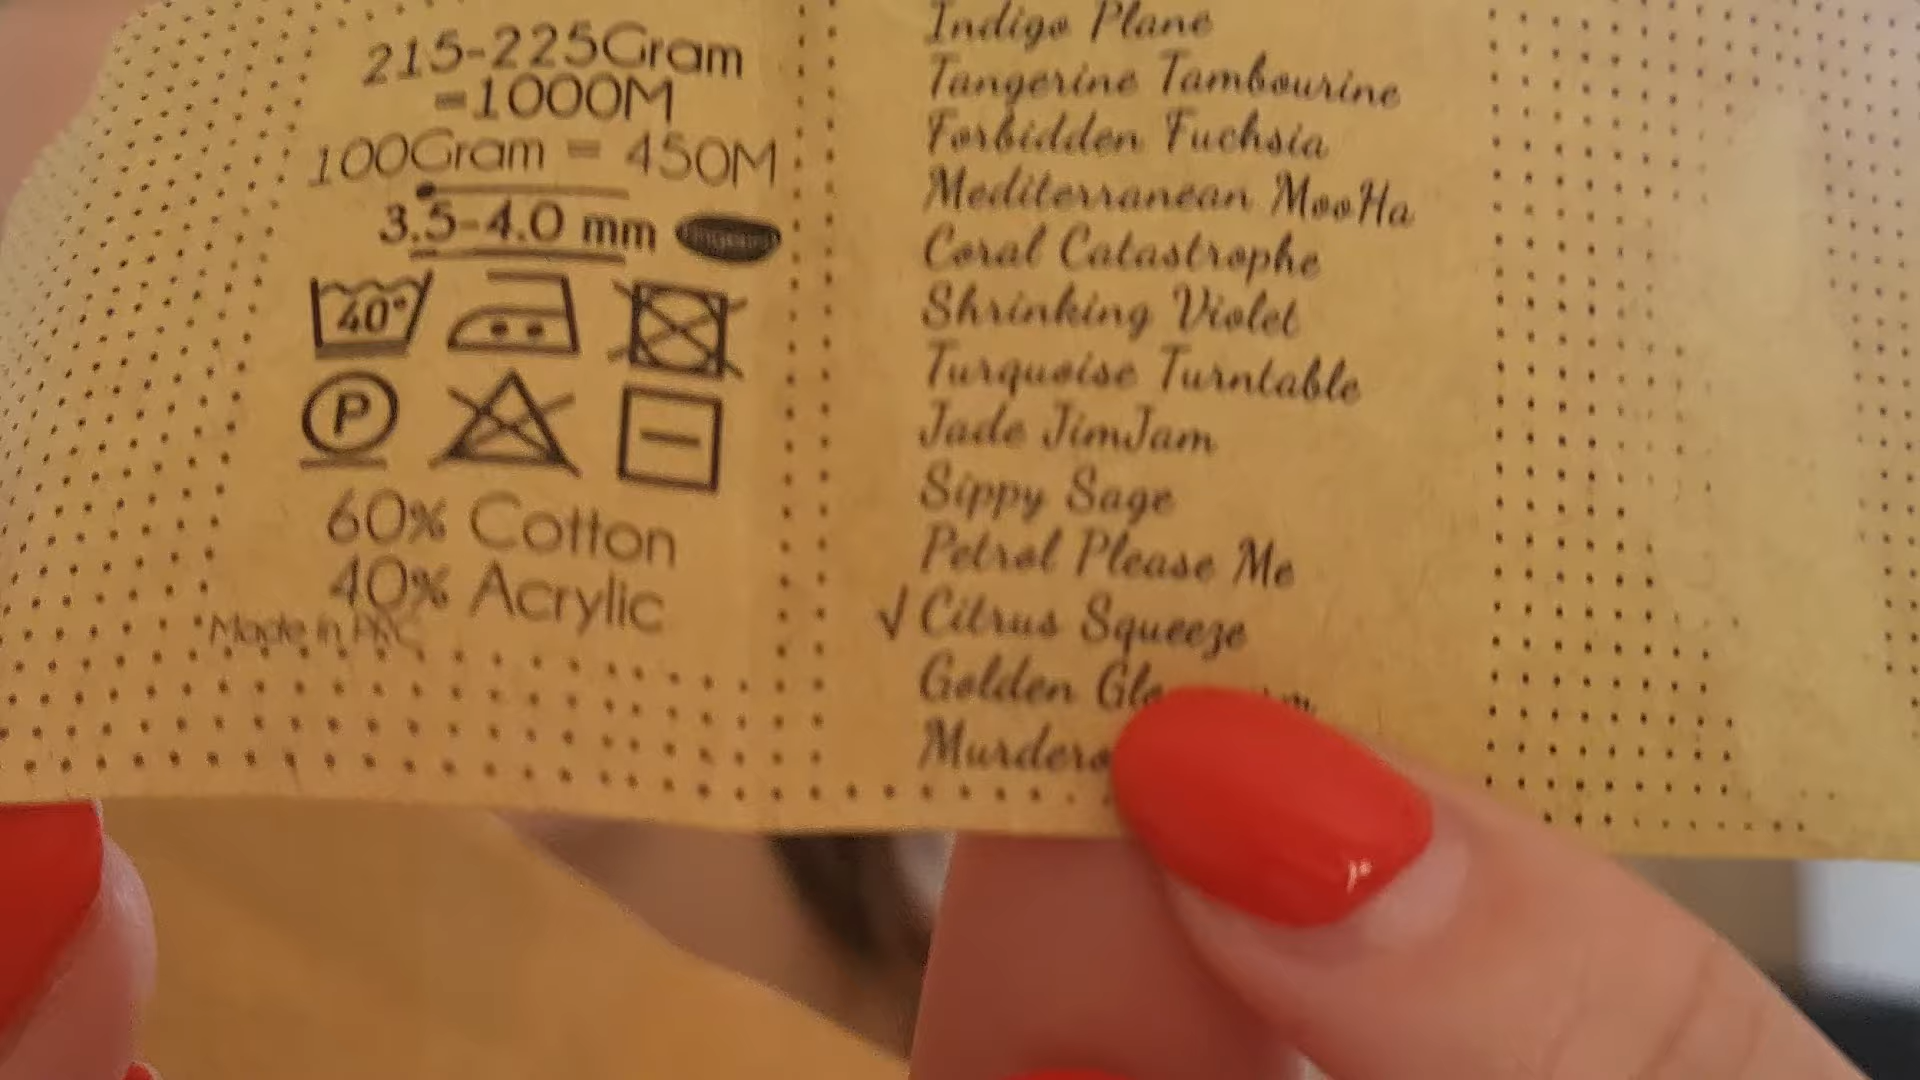 215-225Gram
=1000M
100Gram = 450M
3.5-4.0 mm
40°
P
60% Cotton
40% Acrylic
Made in PRC
Indigo Plane
Tangerine Tambourine
Forbidden Fuchsia
Mediterranean MooHa
Coral Catastrophe
Shrinking Violet
Turquoise Turntable
Jade JimJam
Sippy Sage
Petrol Please Me
√ Citrus Squeeze
Golden